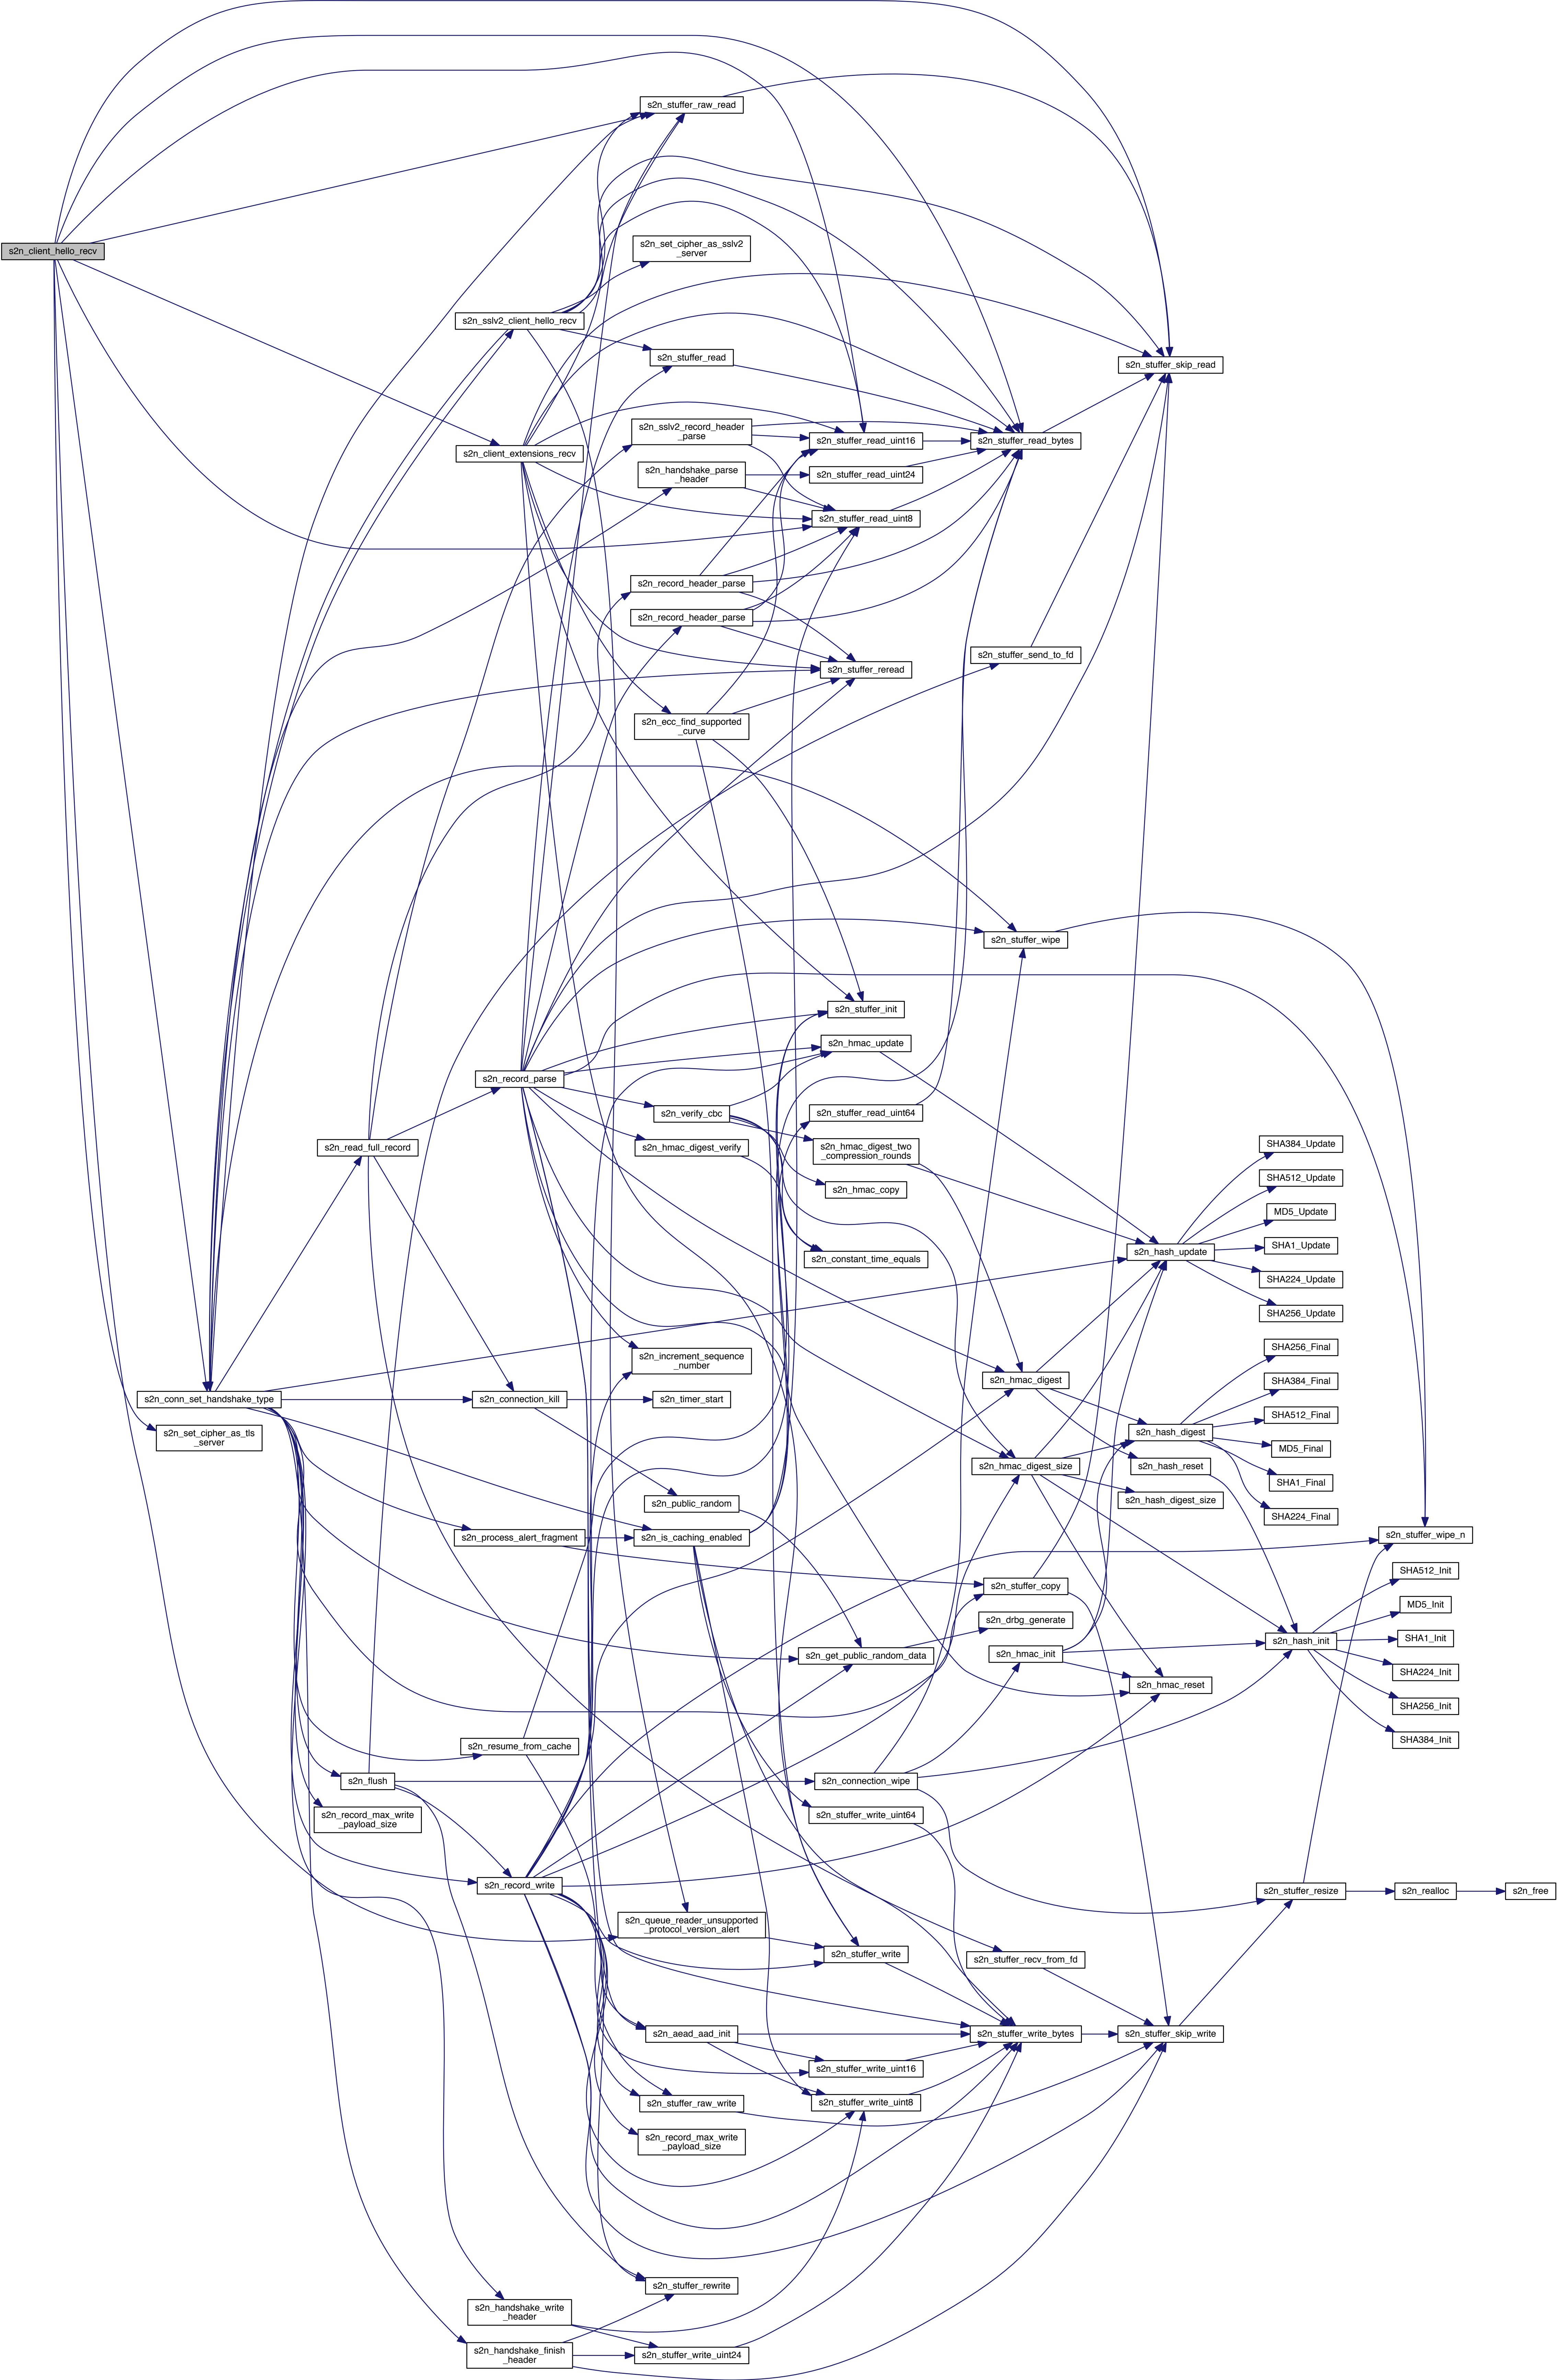 s2n_stuffer_raw_read
s2n_client_hello_recv
s2n_set_cipher_as_sslv2
_server
s2n_sslv2_client_hello_recv
s2n_stuffer_read
s2n_stuffer_skip_read
s2n_sslv2_record_header
_parse
s2n_stuffer_read_uint16
s2n_stuffer_read_bytes
s2n_client_extensions_recv
s2n_handshake_parse
_header
s2n_stuffer_read_uint24
s2n_stuffer_read_uint8
s2n_record_header_parse
s2n_record_header_parse
s2n_stuffer_send_to_fd
s2n_stuffer_reread
s2n_ecc_find_supported
_curve
s2n_stuffer_wipe
s2n_stuffer_init
s2n_hmac_update
s2n_record_parse
s2n_verify_cbc
s2n_stuffer_read_uint64
s2n_read_full_record
s2n_hmac_digest_verify
s2n_hmac_digest_two
_compression_rounds
SHA384_Update
s2n_hmac_copy
SHA512_Update
MD5_Update
s2n_constant_time_equals
s2n_hash_update
SHA1_Update
SHA224_Update
SHA256_Update
s2n_increment_sequence
_number
s2n_hmac_digest
SHA256_Final
SHA384_Final
s2n_conn_set_handshake_type
s2n_connection_kill
s2n_timer_start
SHA512_Final
s2n_set_cipher_as_tls
_server
s2n_hash_digest
MD5_Final
s2n_hmac_digest_size
s2n_hash_reset
SHA1_Final
s2n_public_random
s2n_hash_digest_size
SHA224_Final
s2n_process_alert_fragment
s2n_is_caching_enabled
s2n_stuffer_wipe_n
s2n_stuffer_copy
SHA512_Init
MD5_Init
s2n_drbg_generate
s2n_get_public_random_data
s2n_hmac_init
s2n_hash_init
SHA1_Init
SHA224_Init
s2n_hmac_reset
SHA256_Init
SHA384_Init
s2n_resume_from_cache
s2n_flush
s2n_connection_wipe
s2n_record_max_write
_payload_size
s2n_stuffer_write_uint64
s2n_record_write
s2n_stuffer_resize
s2n_realloc
s2n_free
s2n_queue_reader_unsupported
_protocol_version_alert
s2n_stuffer_write
s2n_stuffer_recv_from_fd
s2n_aead_aad_init
s2n_stuffer_write_bytes
s2n_stuffer_skip_write
s2n_stuffer_write_uint16
s2n_stuffer_raw_write
s2n_stuffer_write_uint8
s2n_record_max_write
_payload_size
s2n_stuffer_rewrite
s2n_handshake_write
_header
s2n_handshake_finish
_header
s2n_stuffer_write_uint24